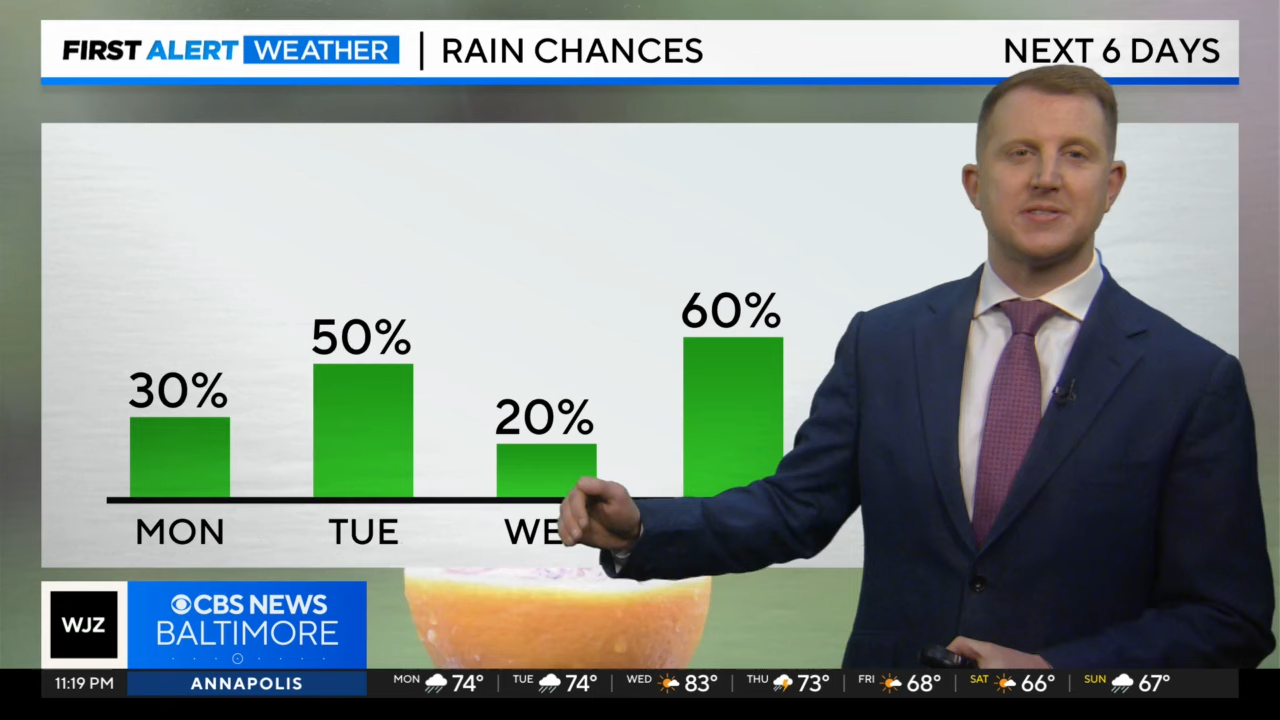 FIRST ALERT WEATHER | RAIN CHANCES NEXT 6 DAYS
60%
50%
30%
20%
MON TUE WE
WJZ
CBS NEWS
BALTIMORE
11:19 PM ANNAPOLIS MON 74° | TUE 74° | WED 83° | THU 73° | FRI 68° | SAT 66° | SUN 67°